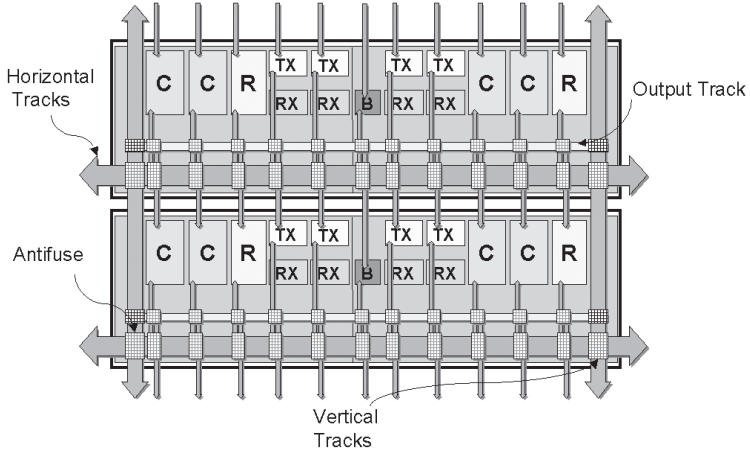 TX TX TX TX
C C R C C R
RX RX B RX RX
Horizontal
Tracks
Output Track
TX TX TX TX
C C R C C R
RX RX B RX RX
Antifuse
Vertical
Tracks